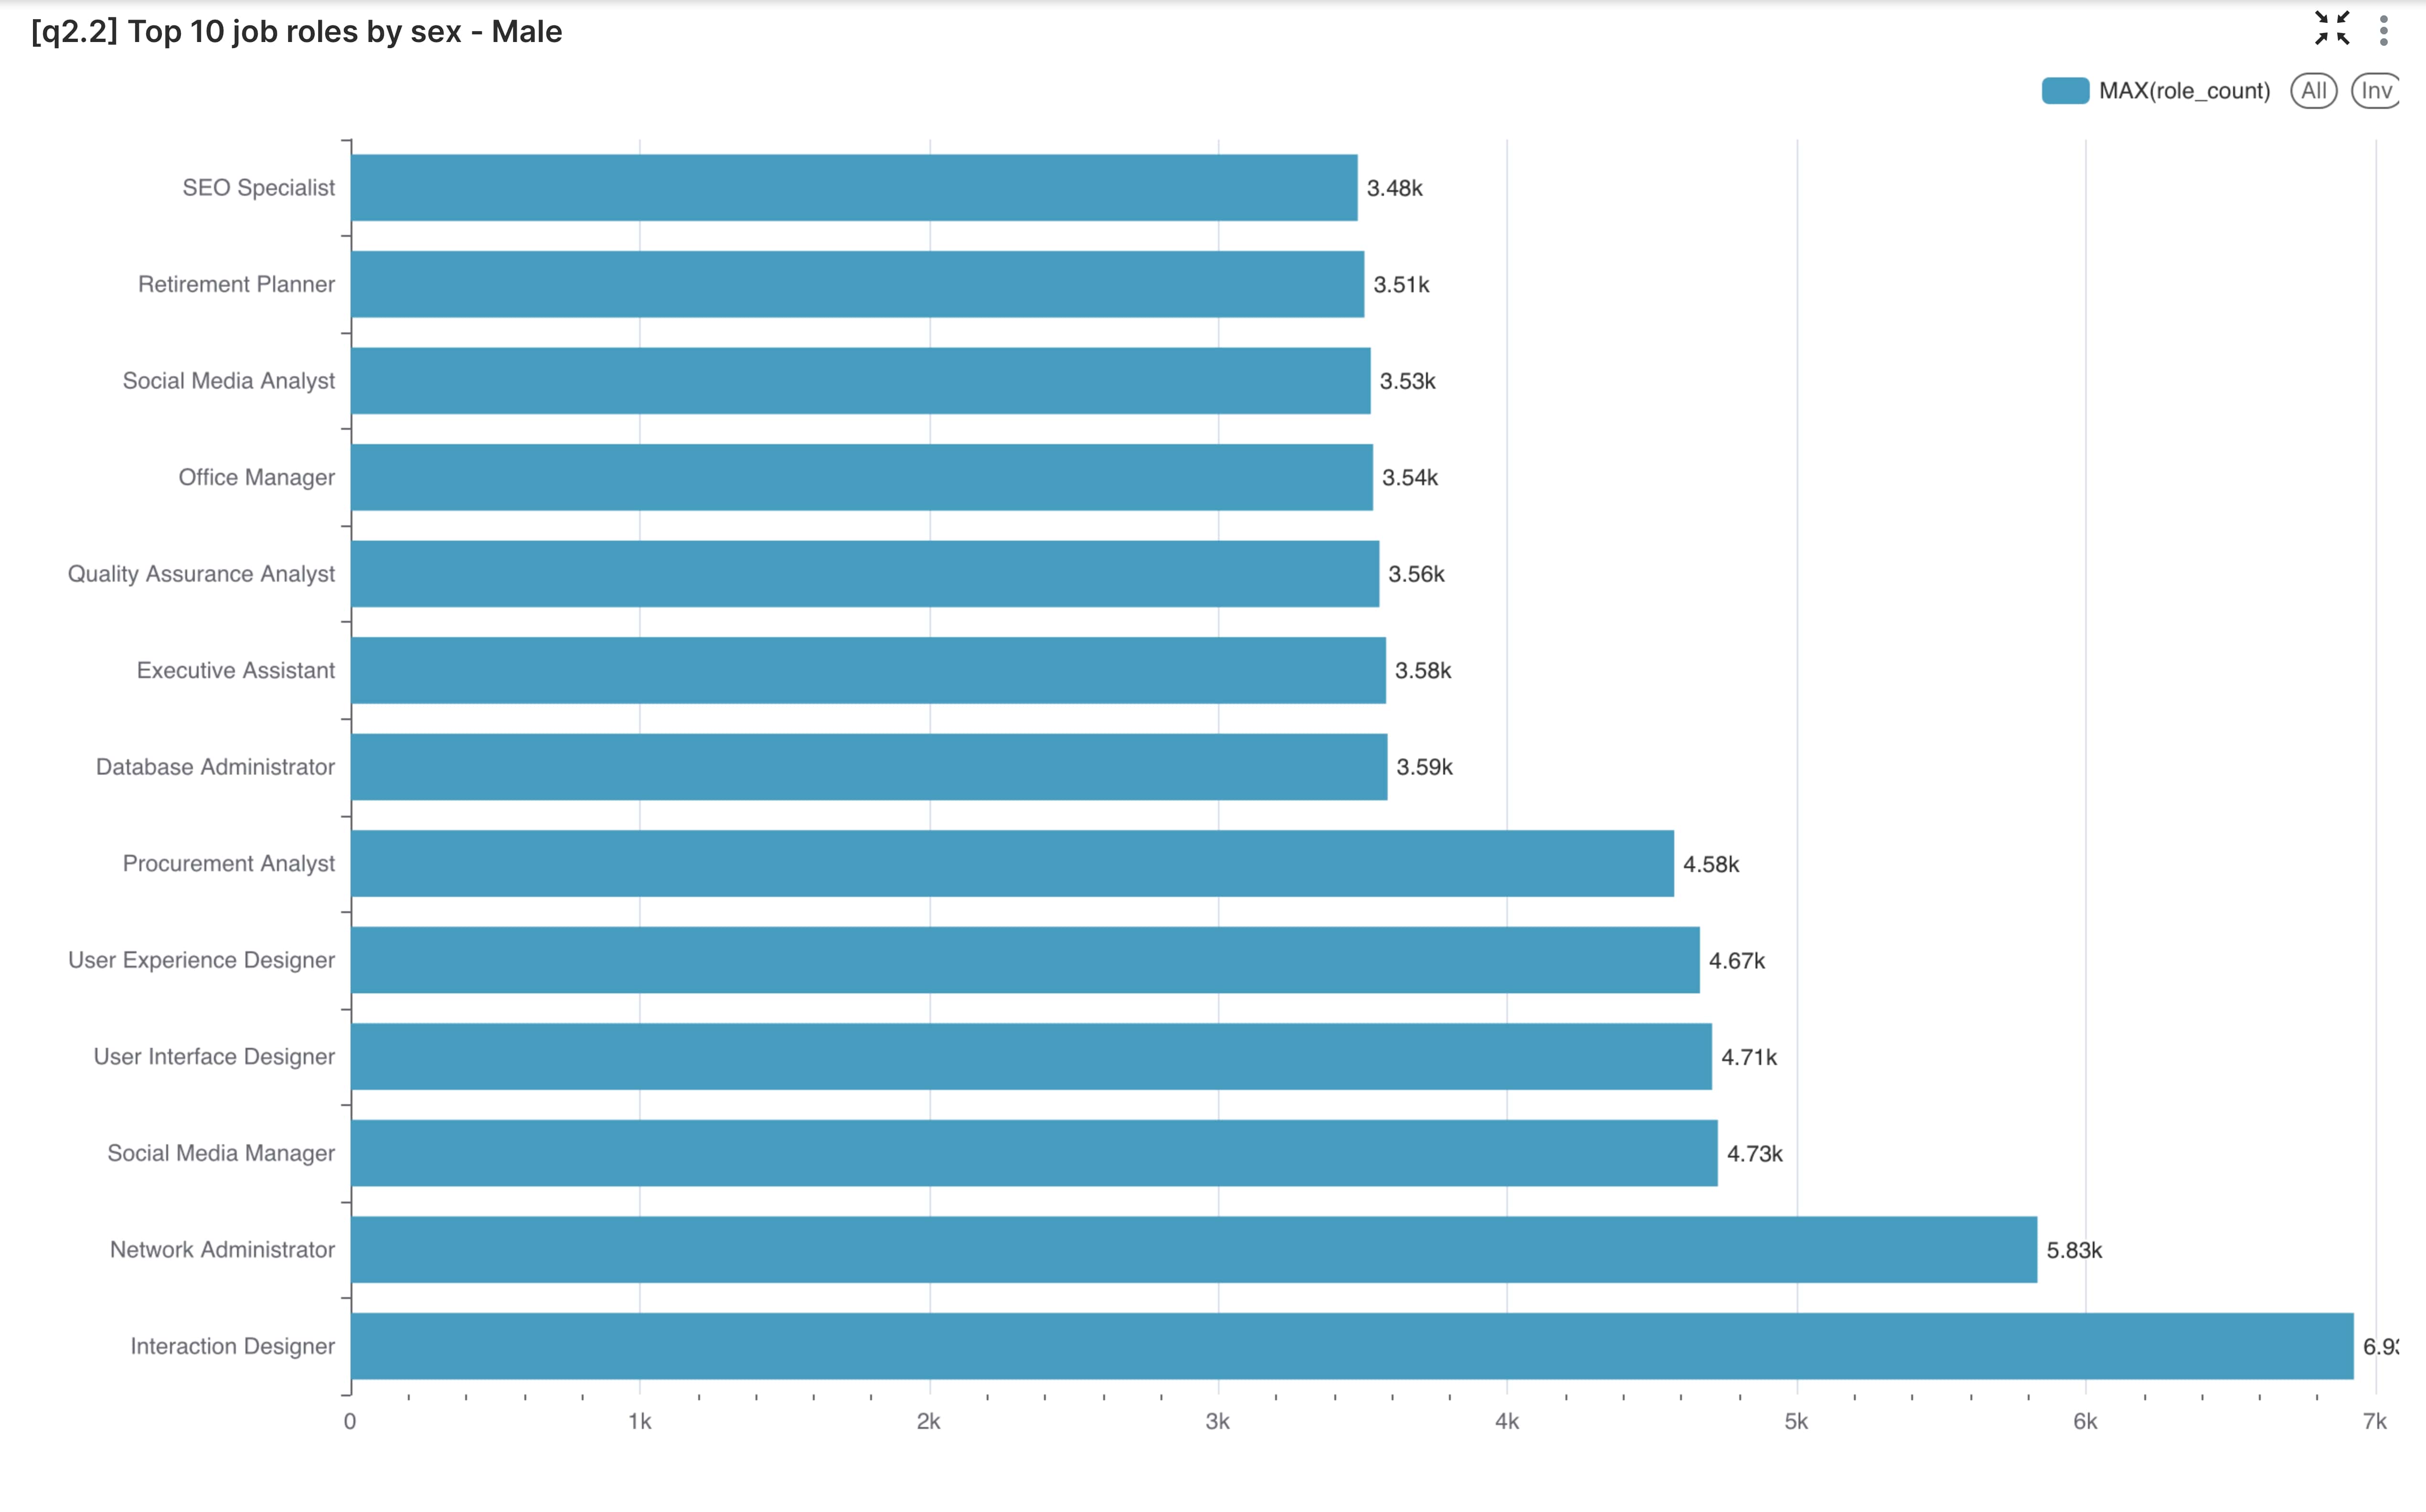 [q2.2] Top 10 job roles by sex - Male
MAX(role_count) All Inv
SEO Specialist 3.48k
Retirement Planner 3.51k
Social Media Analyst 3.53k
Office Manager 3.54k
Quality Assurance Analyst 3.56k
Executive Assistant 3.58k
Database Administrator 3.59k
Procurement Analyst 4.58k
User Experience Designer 4.67k
User Interface Designer 4.71k
Social Media Manager 4.73k
Network Administrator 5.83k
Interaction Designer
0 1k 2k 3k 4k 5k 6k 7k